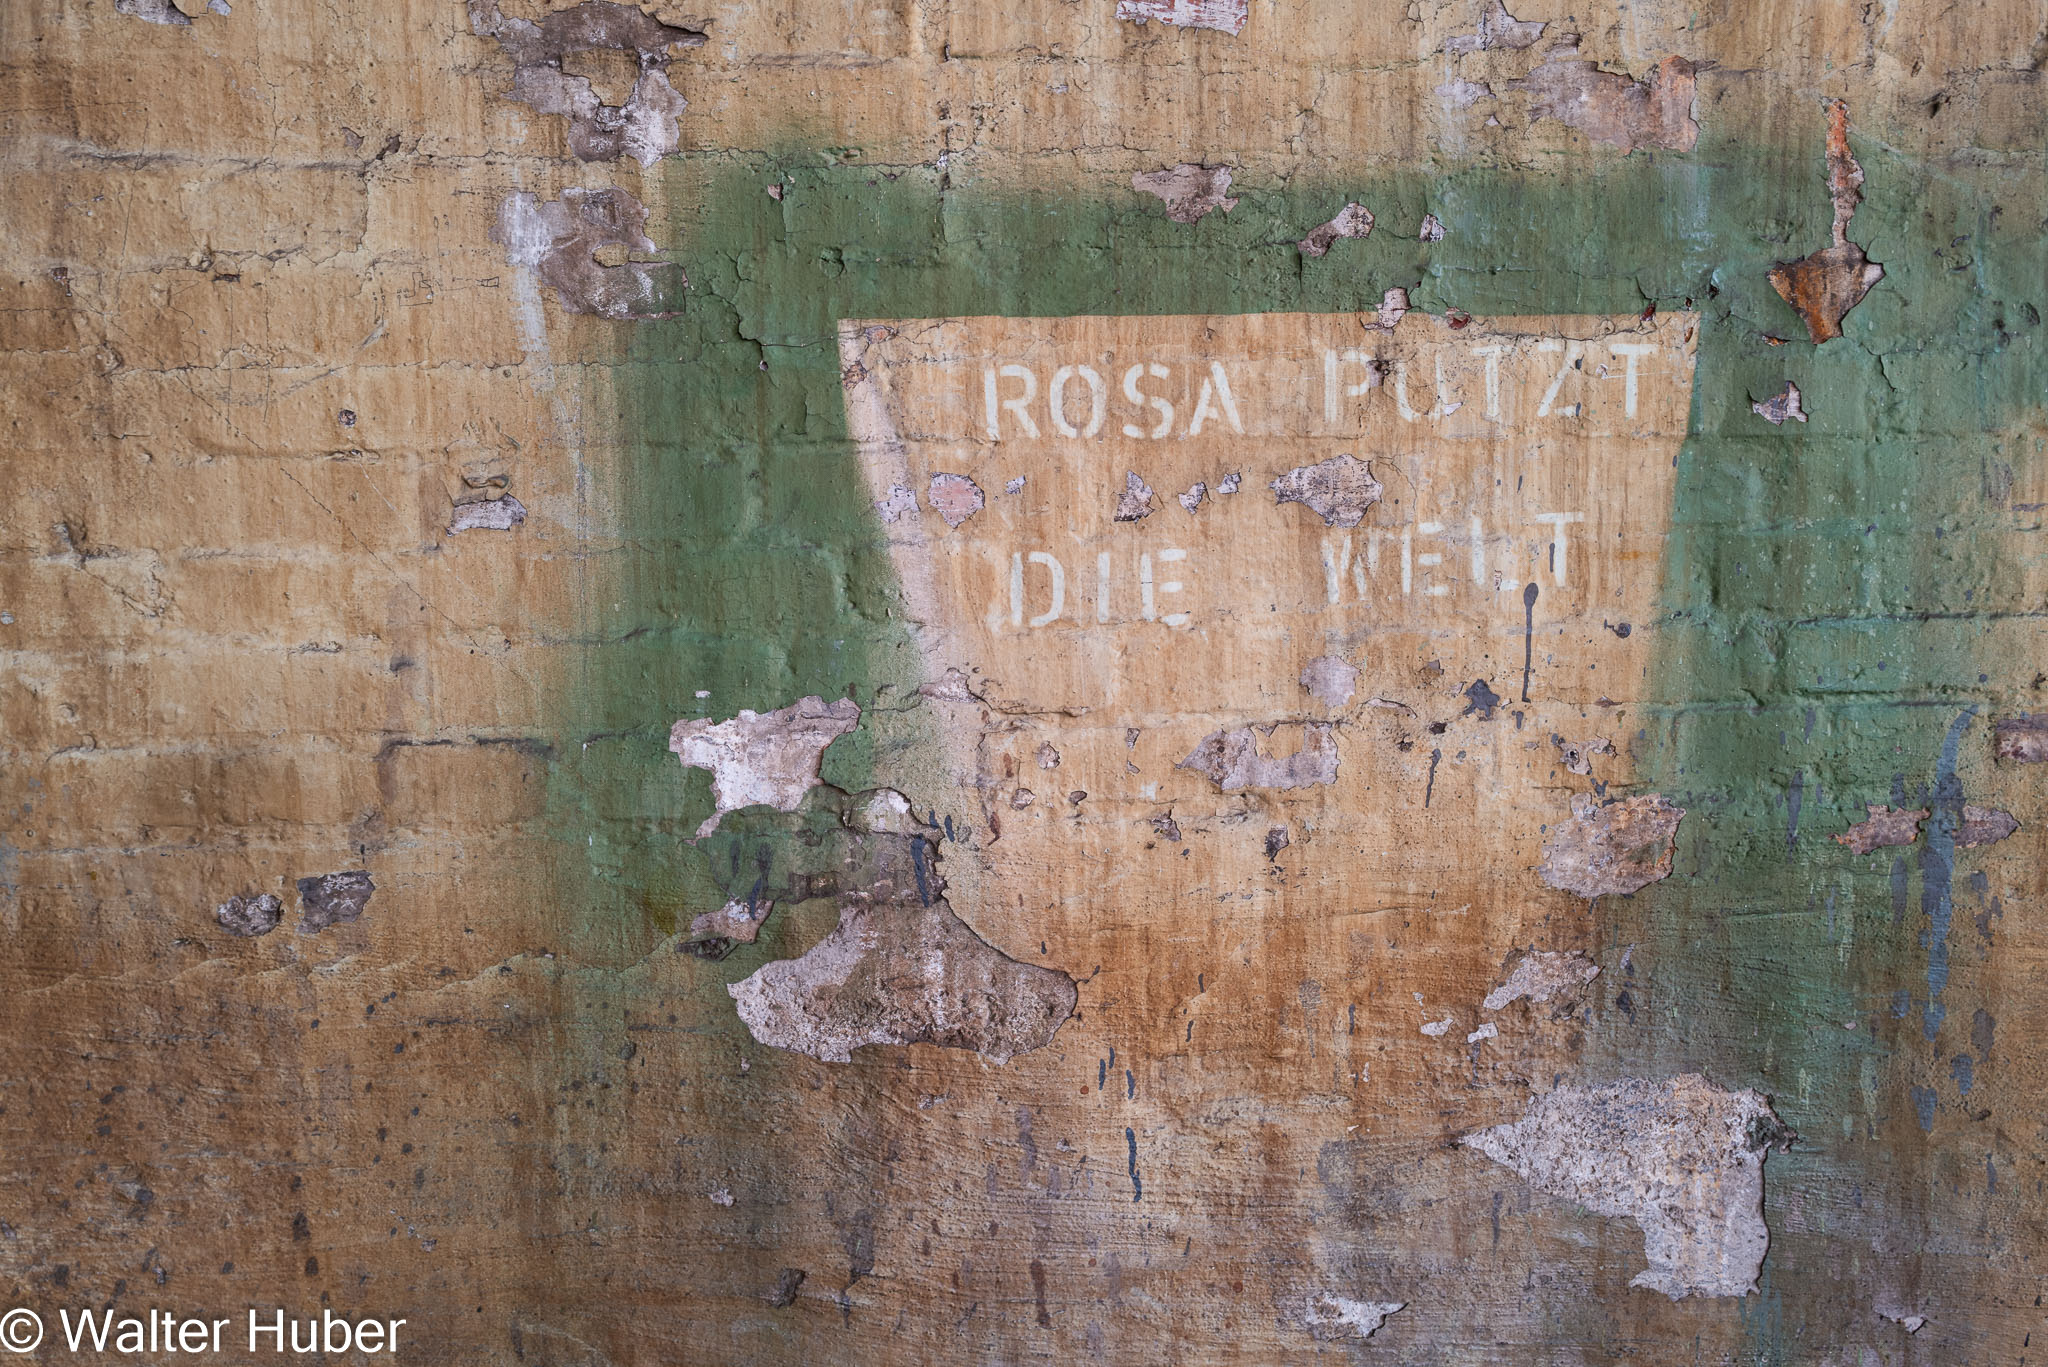 ROSA PUTZT
DIE WELT
© Walter Huber